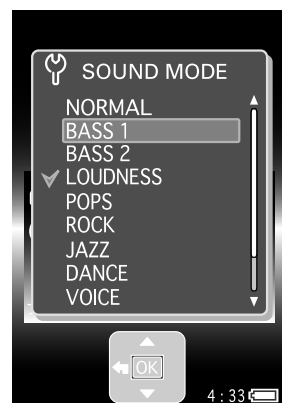 SOUND MODE
NORMAL
BASS 1
BASS 2
LOUDNESS
POPS
ROCK
JAZZ
DANCE
VOICE
OK
4:33